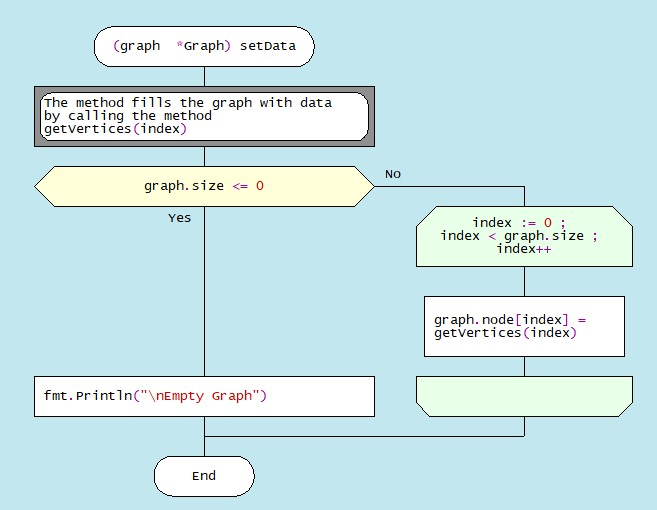 (graph  *Graph) setData
The method fills the graph with data
by calling the method
getVertices(index)
graph.size <= 0
No
Yes
index := 0 ;
index < graph.size ;
index++
graph.node[index] =
getVertices(index)
fmt.Println("\nEmpty Graph")
End